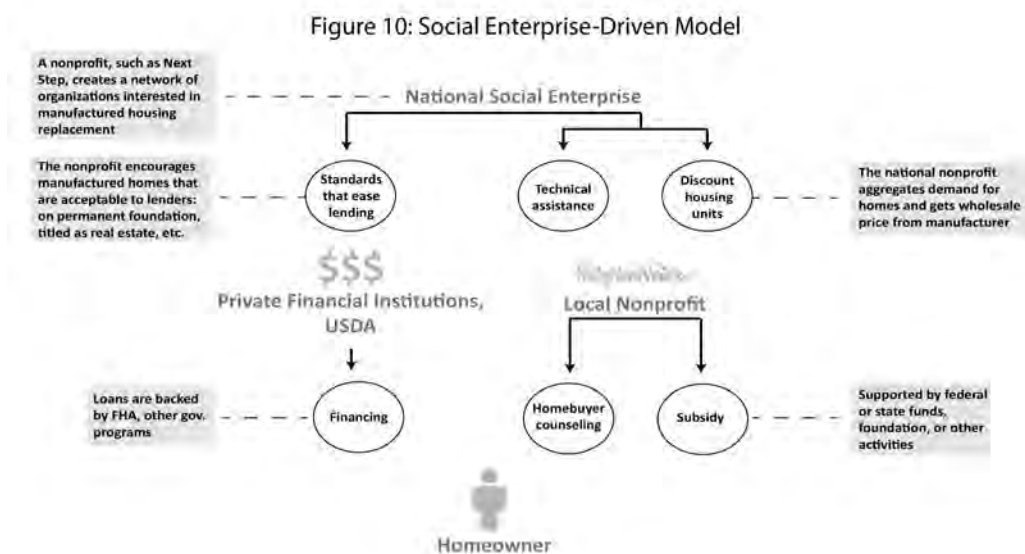 Figure 10: Social Enterprise-Driven Model
A nonprofit, such as Next
Step, creates a network of
organizations interested in
manufactured housing
replacement
National Social Enterprise
The nonprofit encourages
manufactured homes that
are acceptable to lenders:
on permanent foundation,
titled as real estate, etc.
Standards
that ease
lending
Technical
assistance
Discount
housing
units
The national nonprofit
aggregates demand for
homes and gets wholesale
price from manufacturer
$$$
Private Financial Institutions,
USDA
Local Nonprofit
Loans are backed
by FHA, other gov.
programs
Financing
Homebuyer
counseling
Subsidy
Supported by federal
or state funds,
foundation, or other
activities
Homeowner